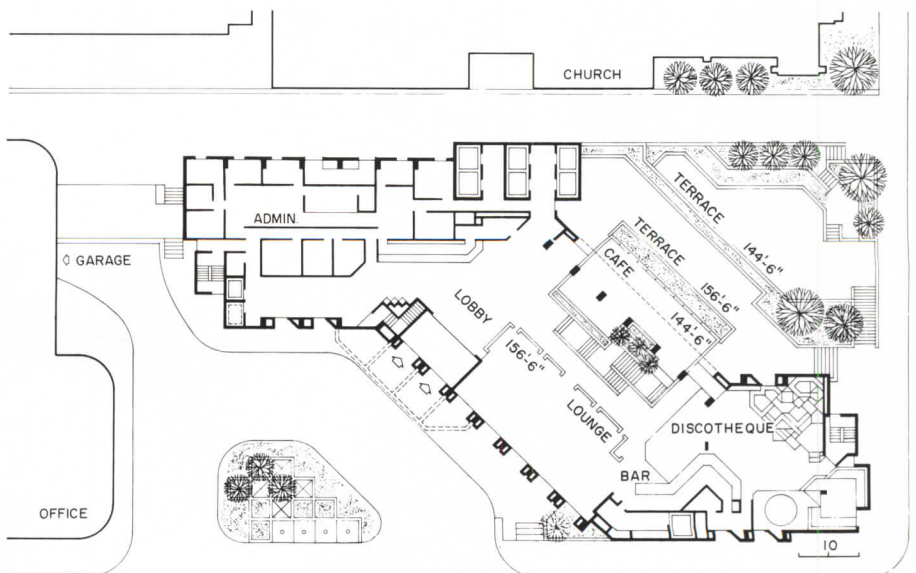 CHURCH
ADMIN.
GARAGE
TERRACE
144'-6"
TERRACE
156'-6"
CAFE
144'-6"
LOBBY
156'-6"
LOUNGE
DISCOTHEQUE
BAR
OFFICE
10